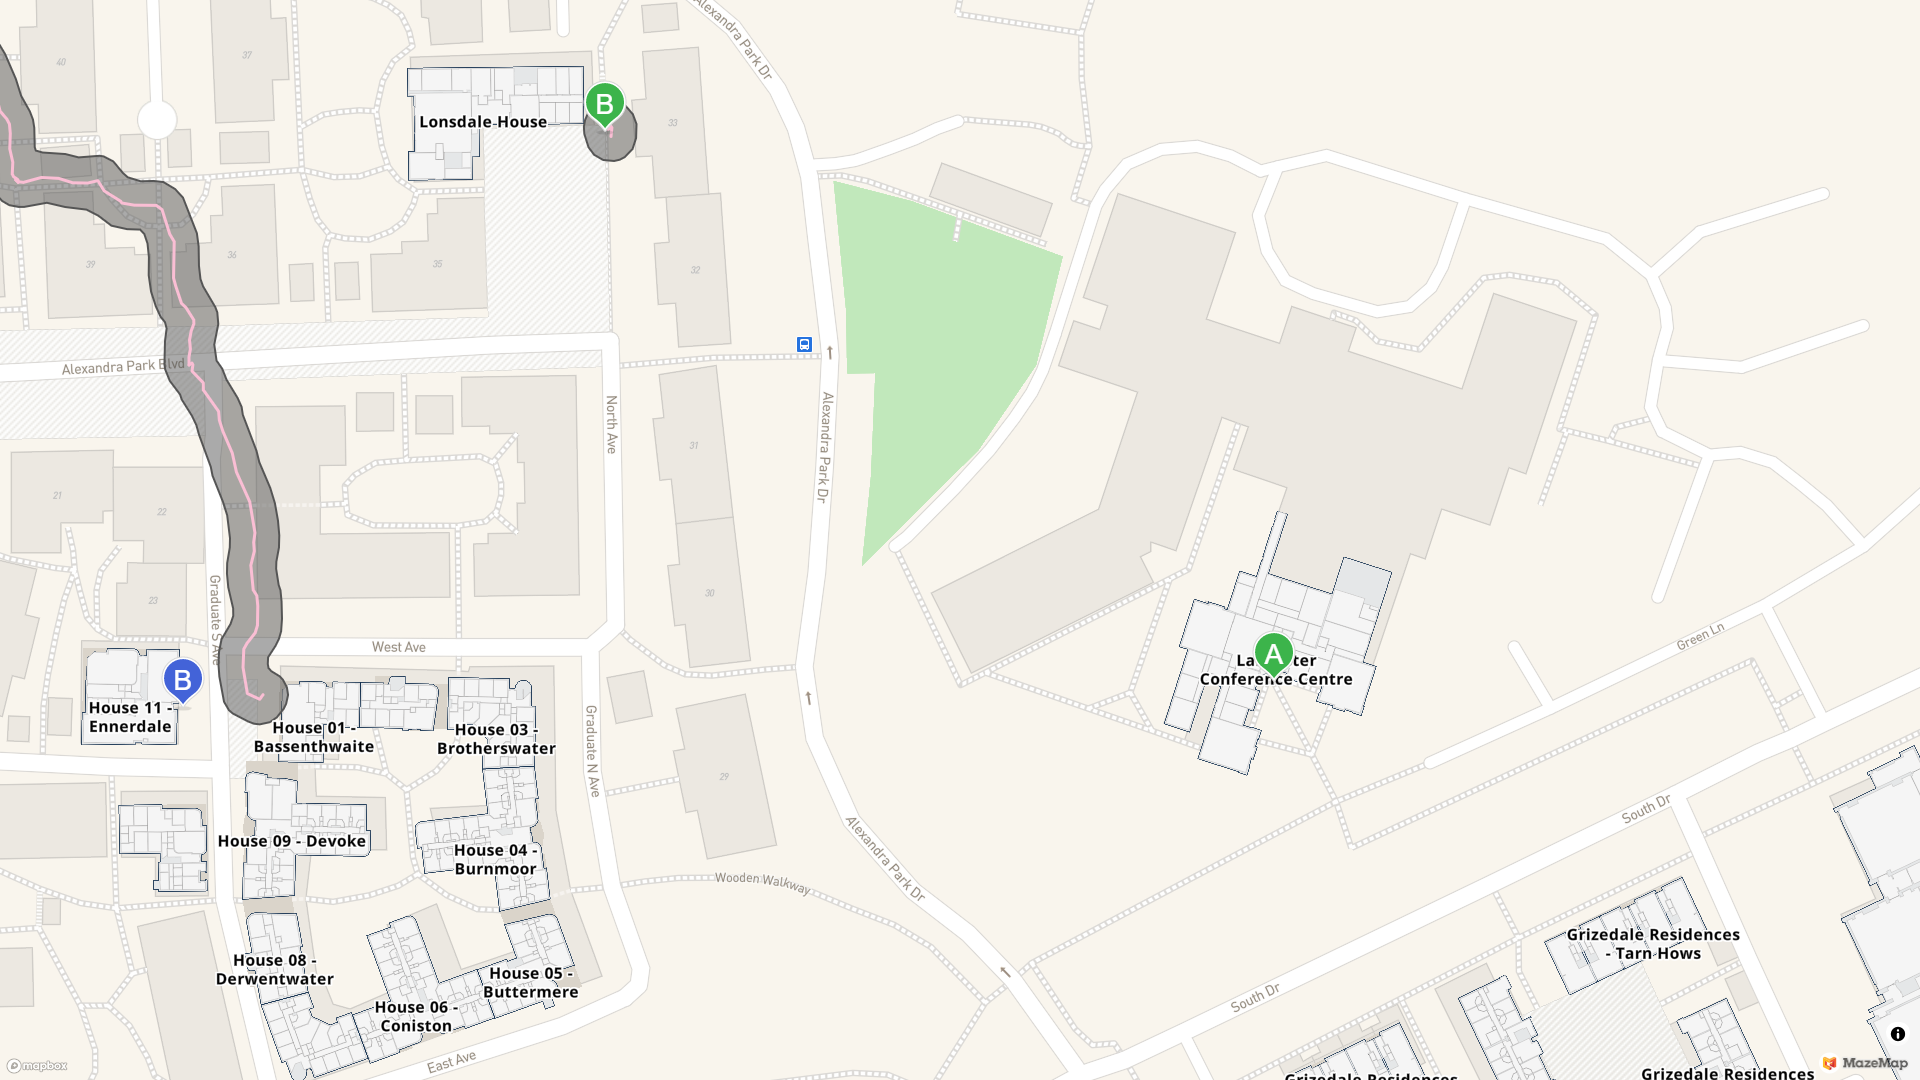 Alexandra Park Dr
40
37
B
Lonsdale House
33
39
36
35
32
Alexandra Park Blvd
North Ave
Alexandra Park Dr
31
21
22
30
23
Graduate S Ave
West Ave
Green Ln
A
Conference Centre
B
House 11 -
Ennerdale
House 01 -
Bassenthwaite
House 03 -
Brotherswater
Graduate N Ave
29
South Dr
House 09 - Devoke
House 04 -
Burnmoor
Alexandra Park Dr
Wooden Walkway
Grizedale Residences
- Tarn Hows
House 08 -
Derwentwater
House 05 -
Buttermere
South Dr
House 06 -
Coniston
East Ave
mapbox
MazeMap
Grizedale Residences
Grizedale Residences